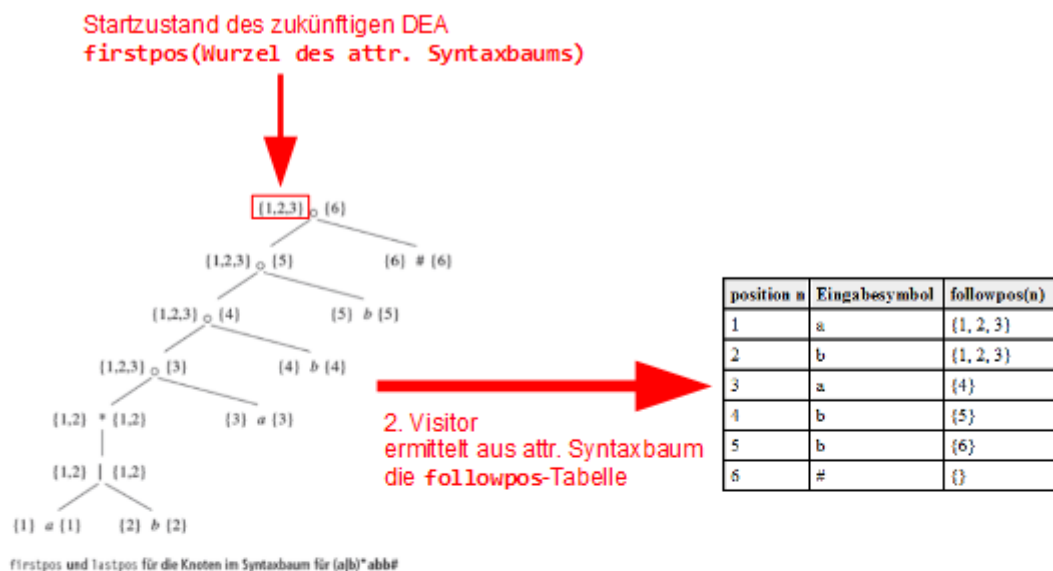 Startzustand des zukünftigen DEA
firstpos(Wurzel des attr. Syntaxbaums)
{1,2,3} o {6}
{1,2,3} o {5} {6} # {6}
{1,2,3} o {4} {5} b {5}
{1,2,3} o {3} {4} b {4}
{1,2} * {1,2} {3} a {3}
{1,2} | {1,2}
{1} a {1} {2} b {2}
firstpos und lastpos für die Knoten im Syntaxbaum für (a|b)*abb#
2. Visitor
ermittelt aus attr. Syntaxbaum
die followpos-Tabelle
position n Eingabesymbol followpos(n)
1 a {1, 2, 3}
2 b {1, 2, 3}
3 a {4}
4 b {5}
5 b {6}
6 # {}